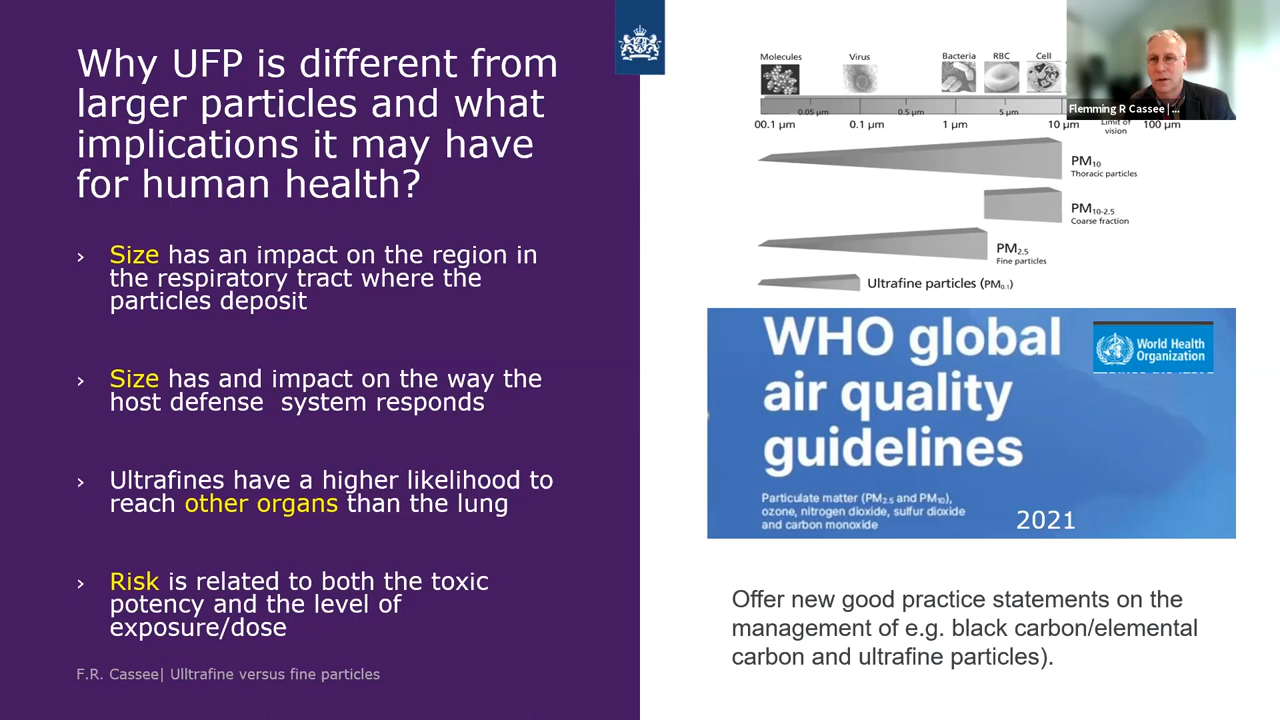 Why UFP is different from
larger particles and what
implications it may have
for human health?
› Size has an impact on the region in
the respiratory tract where the
particles deposit
› Size has and impact on the way the
host defense  system responds
› Ultrafines have a higher likelihood to
reach other organs than the lung
› Risk is related to both the toxic
potency and the level of
exposure/dose
F.R. Cassee| Ulltrafine versus fine particles
Molecules Virus Bacteria RBC Cell
0.05 µm 0.5 µm 5 µm
00.1 µm 0.1 µm 1 µm 10 µm Limit of vision 100 µm
Flemming R Cassee | ...
PM10
Thoracic particles
PM10-2.5
Coarse fraction
PM2.5
Fine particles
Ultrafine particles (PM0.1)
WHO global
air quality
guidelines
World Health
Organization
Particulate matter (PM2.5 and PM10),
ozone, nitrogen dioxide, sulfur dioxide
and carbon monoxide
2021
Offer new good practice statements on the
management of e.g. black carbon/elemental
carbon and ultrafine particles).